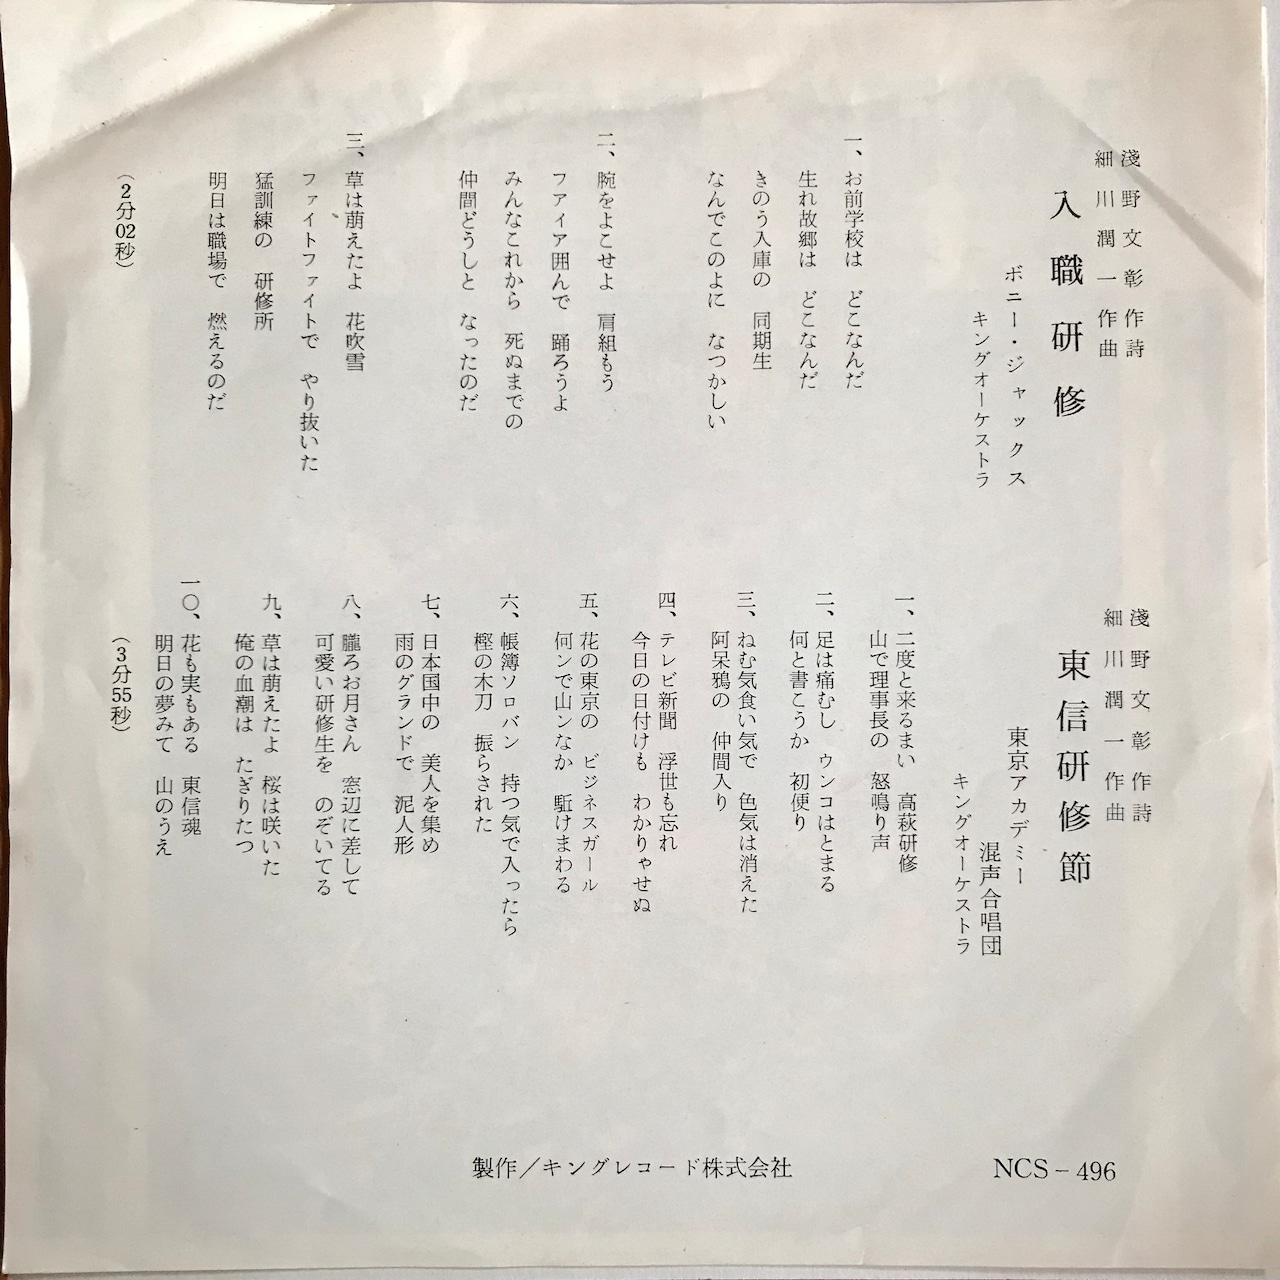 淺野文彰作詩
細川潤一作曲
入職研修
ボニー・ジャックス
キングオーケストラ
一、お前学校は　どこなんだ
生れ故郷は　どこなんだ
きのう入庫の　同期生
なんでこのよに　なつかしい
二、腕をよこせよ　肩組もう
ファイア囲んで　踊ろうよ
みんなこれから　死ぬまでの
仲間どうしと　なったのだ
三、草は萠えたよ　花吹雪
ファイトファイトで　やり抜いた
猛訓練の　研修所
明日は職場で　燃えるのだ
（2分02秒）
淺野文彰作詩
細川潤一作曲
東信研修節
東京アカデミー
混声合唱団
キングオーケストラ
一、二度と来るまい　高萩研修
山で理事長の　怒鳴り声
二、足は痛むし　ウンコはとまる
何と書こうか　初便り
三、ねむ気食い気で　色気は消えた
阿呆鴉の　仲間入り
四、テレビ新聞　浮世も忘れ
今日の日付けも　わかりゃせぬ
五、花の東京の　ビジネスガール
何ンで山ンなか　駈けまわる
六、帳簿ソロバン　持つ気で入ったら
樫の木刀　振らされた
七、日本国中の　美人を集め
雨のグランドで　泥人形
八、朧ろお月さん　窓辺に差して
可愛い研修生を　のぞいてる
九、草は萠えたよ　桜は咲いた
俺の血潮は　たぎりたつ
一〇、花も実もある　東信魂
明日の夢みて　山のうえ
（3分55秒）
製作／キングレコード株式会社
NCS－496